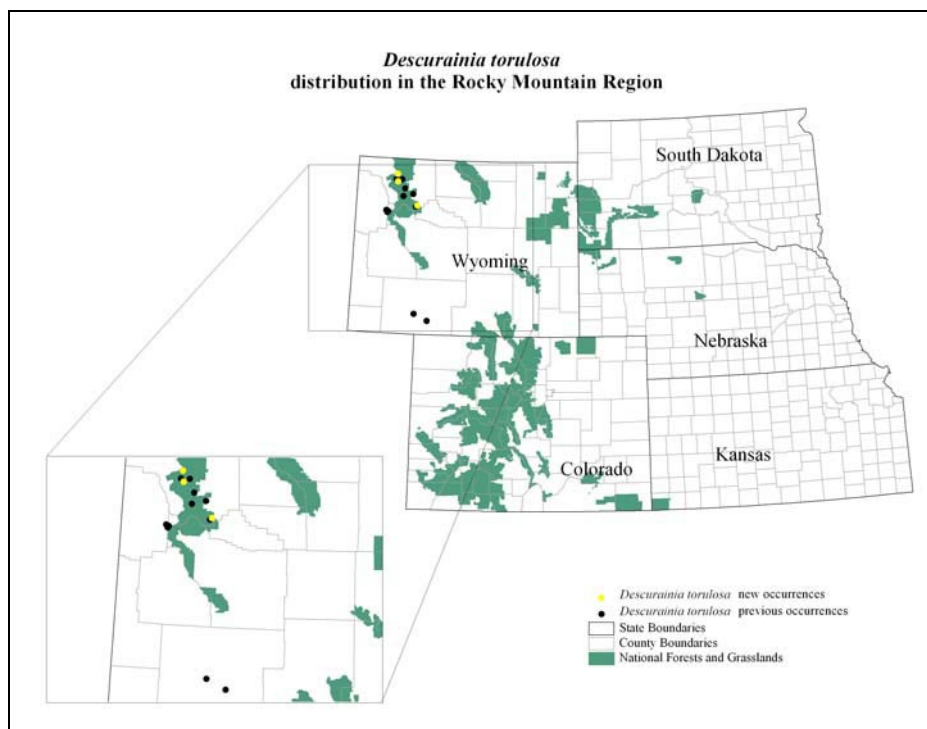 Descurainia torulosa
distribution in the Rocky Mountain Region
South Dakota
Wyoming
Nebraska
Colorado
Kansas
Descurainia torulosa new occurrences
Descurainia torulosa previous occurrences
State Boundaries
County Boundaries
National Forests and Grasslands